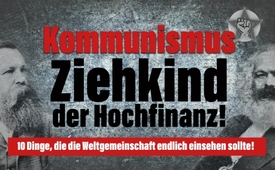 Kommunismus
Ziehkind
der Hochfinanz!
10 Dinge, die die Weltgemeinschaft endlich einsehen sollte!